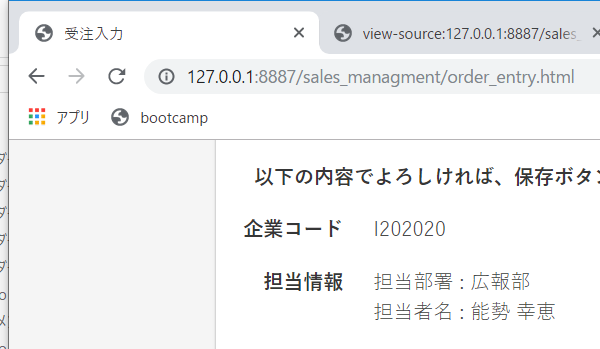 受注入力
view-source:127.0.0.1:8887/sales_
127.0.0.1:8887/sales_managment/order_entry.html
アプリ
bootcamp
以下の内容でよろしければ、保存ボタン
企業コード I202020
担当情報 担当部署 : 広報部
担当者名 : 能勢 幸恵